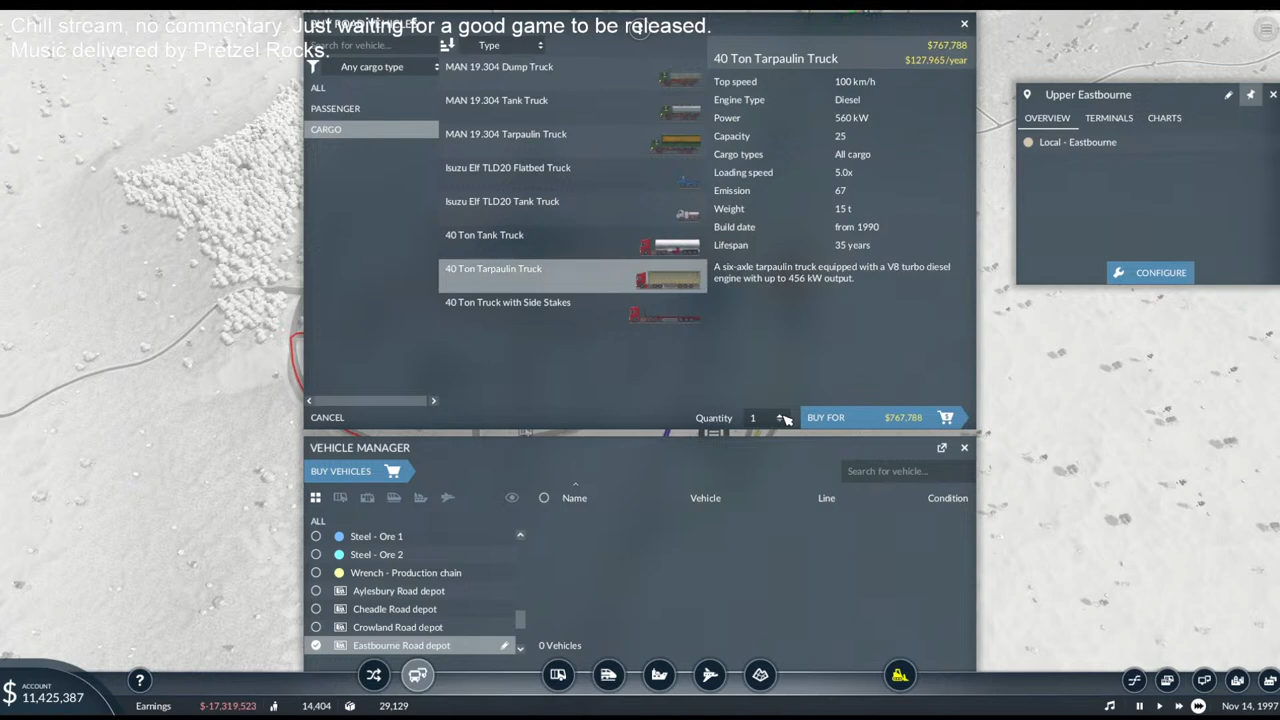 Chill stream, no commentary. Just waiting for a good game to be released.
Music delivered by Pretzel Rocks.
Search for vehicle...
Type
Any cargo type
ALL
PASSENGER
CARGO
MAN 19.304 Dump Truck
MAN 19.304 Tank Truck
MAN 19.304 Tarpaulin Truck
Isuzu Elf TLD20 Flatbed Truck
Isuzu Elf TLD20 Tank Truck
40 Ton Tank Truck
40 Ton Tarpaulin Truck
40 Ton Truck with Side Stakes
$767,788
40 Ton Tarpaulin Truck
$127.965/year
Top speed 100 km/h
Engine Type Diesel
Power 560 kW
Capacity 25
Cargo types All cargo
Loading speed 5.0x
Emission 67
Weight 15 t
Build date from 1990
Lifespan 35 years
A six-axle tarpaulin truck equipped with a V8 turbo diesel
engine with up to 456 kW output.
CANCEL
Quantity 1
BUY FOR $767,788
Upper Eastbourne
OVERVIEW TERMINALS CHARTS
Local - Eastbourne
CONFIGURE
VEHICLE MANAGER
BUY VEHICLES
Search for vehicle...
Name Vehicle Line Condition
ALL
Steel - Ore 1
Steel - Ore 2
Wrench - Production chain
Aylesbury Road depot
Cheadle Road depot
Crowland Road depot
Eastbourne Road depot
0 Vehicles
?
$ ACCOUNT
11,425,387
Earnings $-17,319,523 14,404 29,129
Nov 14, 1997